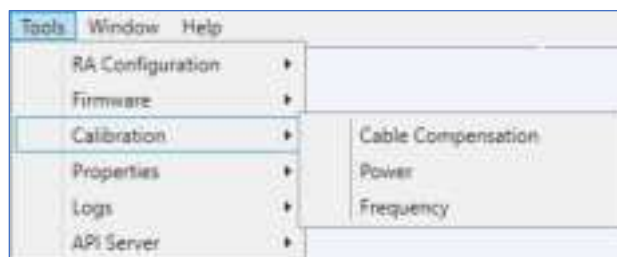 Tools Window Help
RA Configuration
Firmware
Calibration
Cable Compensation
Properties
Power
Logs
Frequency
API Server